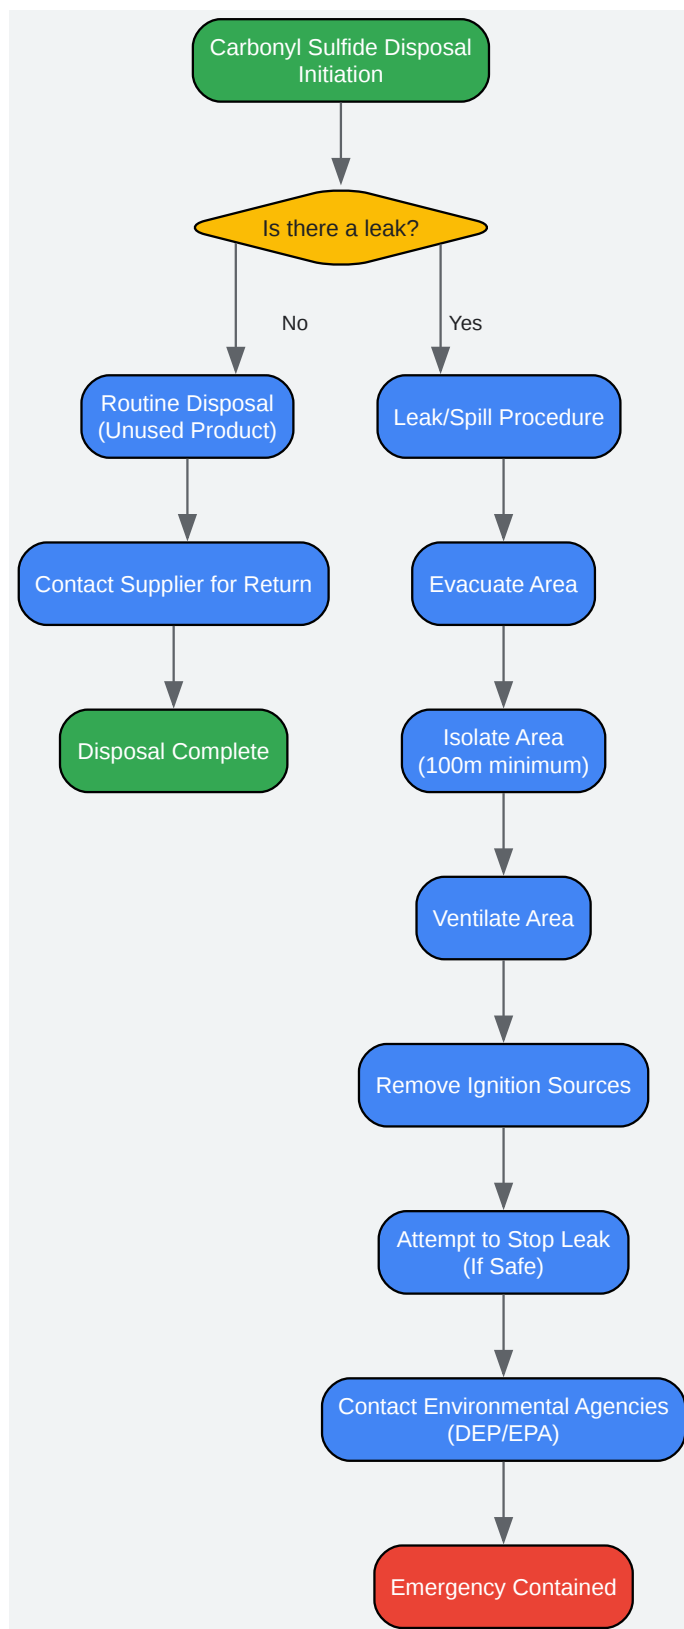 Carbonyl Sulfide Disposal
Initiation
Is there a leak?
No
Yes
Routine Disposal
(Unused Product)
Leak/Spill Procedure
Contact Supplier for Return
Evacuate Area
Disposal Complete
Isolate Area
(100m minimum)
Ventilate Area
Remove Ignition Sources
Attempt to Stop Leak
(If Safe)
Contact Environmental Agencies
(DEP/EPA)
Emergency Contained